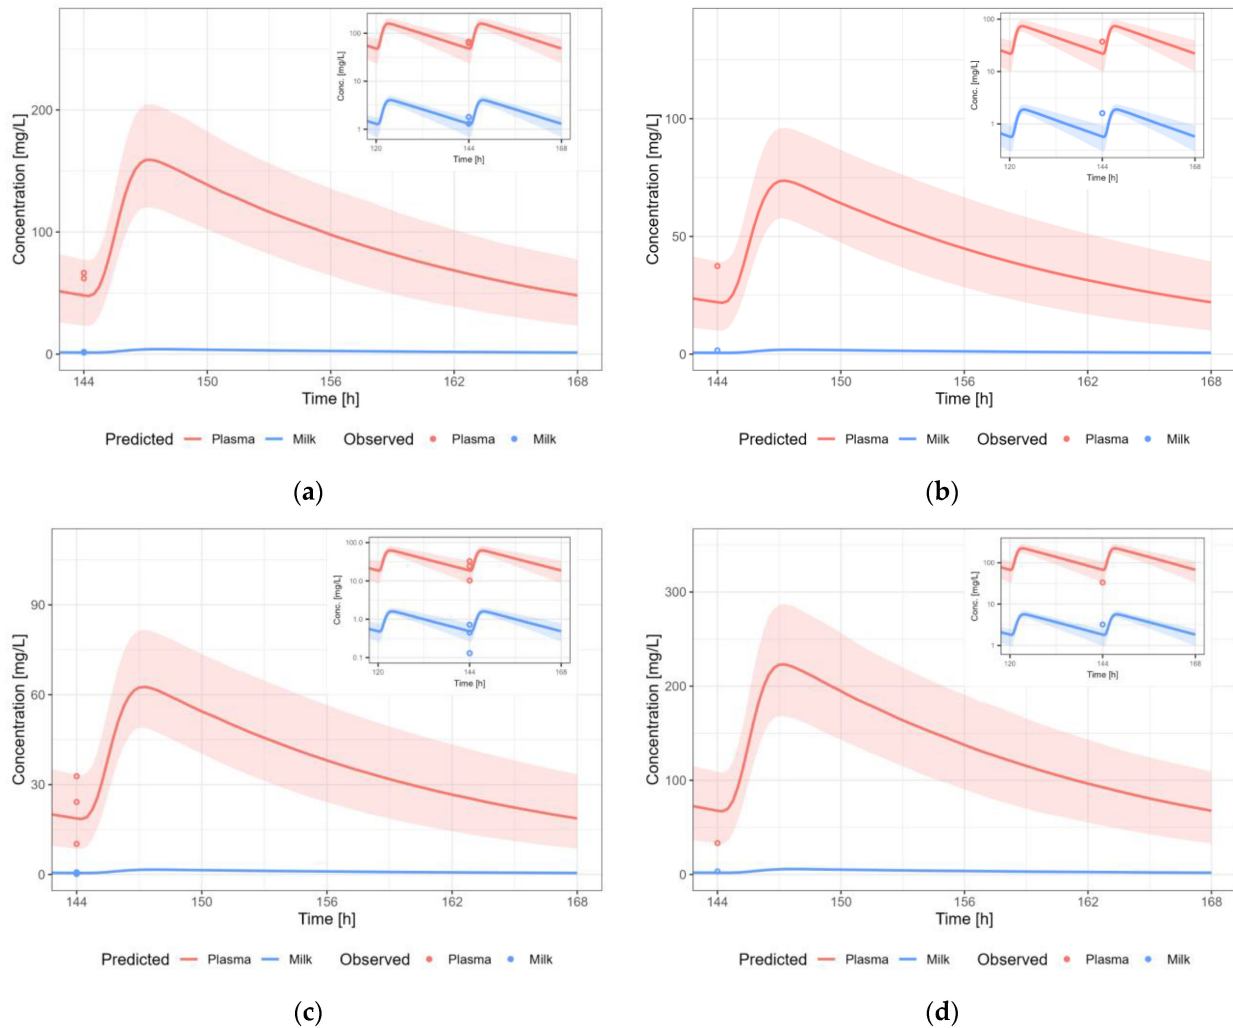 Concentration [mg/L]
200
100
0
144 150 156 162 168
Time [h]
Conc. [mg/L]
100
10
1
120 144 168
Time [h]
Predicted Plasma Milk Observed Plasma Milk
(a)
Concentration [mg/L]
100
50
0
144 150 156 162 168
Time [h]
Conc. [mg/L]
100
10
1
120 144 168
Time [h]
Predicted Plasma Milk Observed Plasma Milk
(b)
Concentration [mg/L]
90
60
30
0
144 150 156 162 168
Time [h]
Conc. [mg/L]
100.0
10.0
1.0
0.1
120 144 168
Time [h]
Predicted Plasma Milk Observed Plasma Milk
(c)
Concentration [mg/L]
300
200
100
0
144 150 156 162 168
Time [h]
Conc. [mg/L]
100
10
1
120 144 168
Time [h]
Predicted Plasma Milk Observed Plasma Milk
(d)